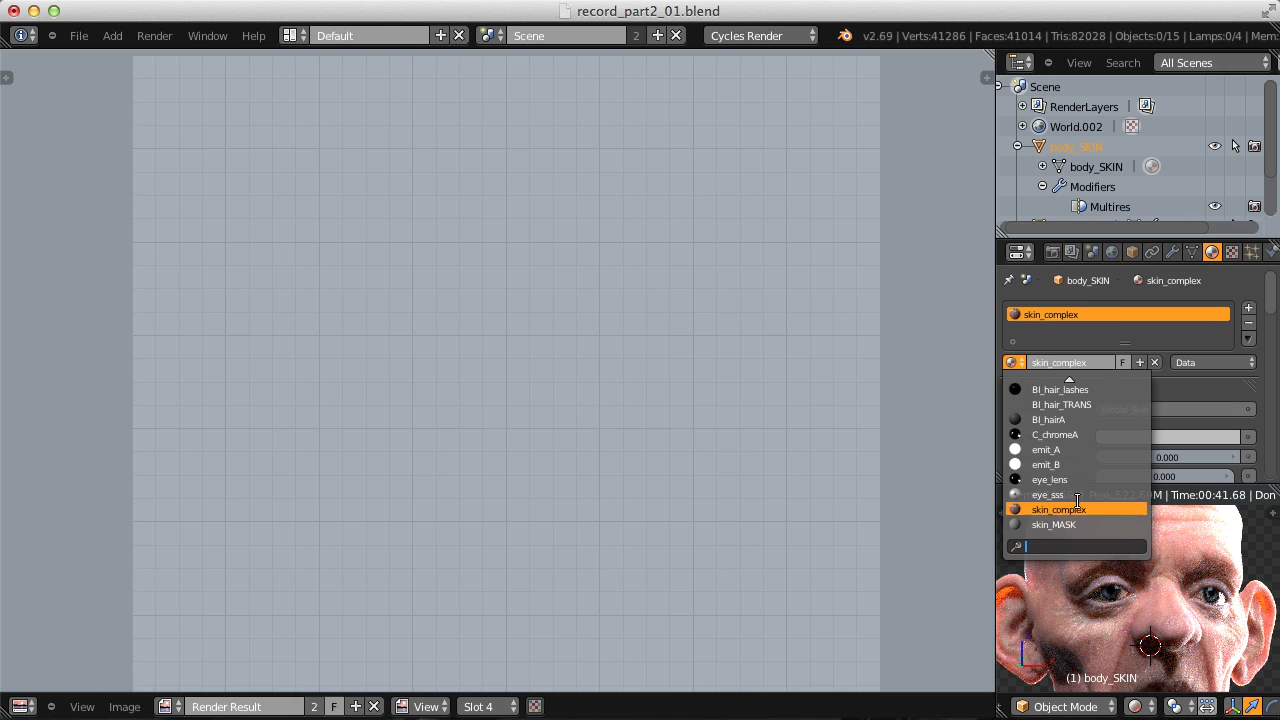 record_part2_01.blend
File Add Render Window Help Default Scene 2 Cycles Render v2.69 | Verts:41286 | Faces:41014 | Tris:82028 | Objects:0/15 | Lamps:0/4 | Mem:
View Search All Scenes
Scene
RenderLayers
World.002
body_SKIN
body_SKIN
Modifiers
Multires
body_SKIN skin_complex
skin_complex
skin_complex F Data
BI_hair_lashes
BI_hair_TRANS
BI_hairA
C_chromeA
emit_A
0.000
emit_B
eye_lens
0.000
eye_sss
M | Time:00:41.68 | Don
skin_complex
skin_MASK
(1) body_SKIN
View Image Render Result 2 F View Slot 4 Object Mode